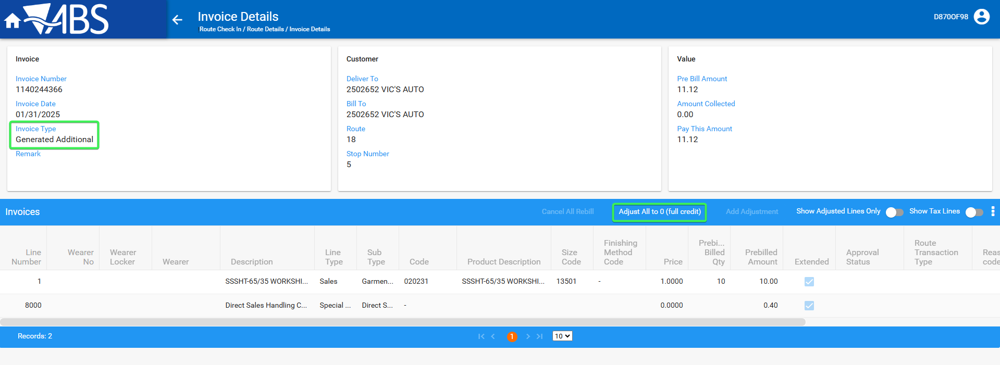 ABS
Invoice Details
Route Check In / Route Details / Invoice Details
D870OF98
Invoice
Invoice Number
1140244366
Invoice Date
01/31/2025
Invoice Type
Generated Additional
Remark
Customer
Deliver To
2502652 VIC'S AUTO
Bill To
2502652 VIC'S AUTO
Route
18
Stop Number
5
Value
Pre Bill Amount
11.12
Amount Collected
0.00
Pay This Amount
11.12
Invoices
Cancel All Rebill
Adjust All to 0 (full credit)
Add Adjustment
Show Adjusted Lines Only
Show Tax Lines
Line
Number
Wearer
No
Wearer
Locker
Wearer
Description
Line
Type
Sub
Type
Code
Product Description
Size
Code
Finishing
Method
Code
Price
Prebi...
Billed
Qty
Prebilled
Amount
Extended
Approval
Status
Route
Transaction
Type
Reas
code
1 SSSHT-65/35 WORKSHI... Sales Garmen... 020231 SSSHT-65/35 WORKSHI... 13501 - 1.0000 10 10.00
8000 Direct Sales Handling C... Special ... Direct S... - 0.0000 0.40
Records: 2
1
10